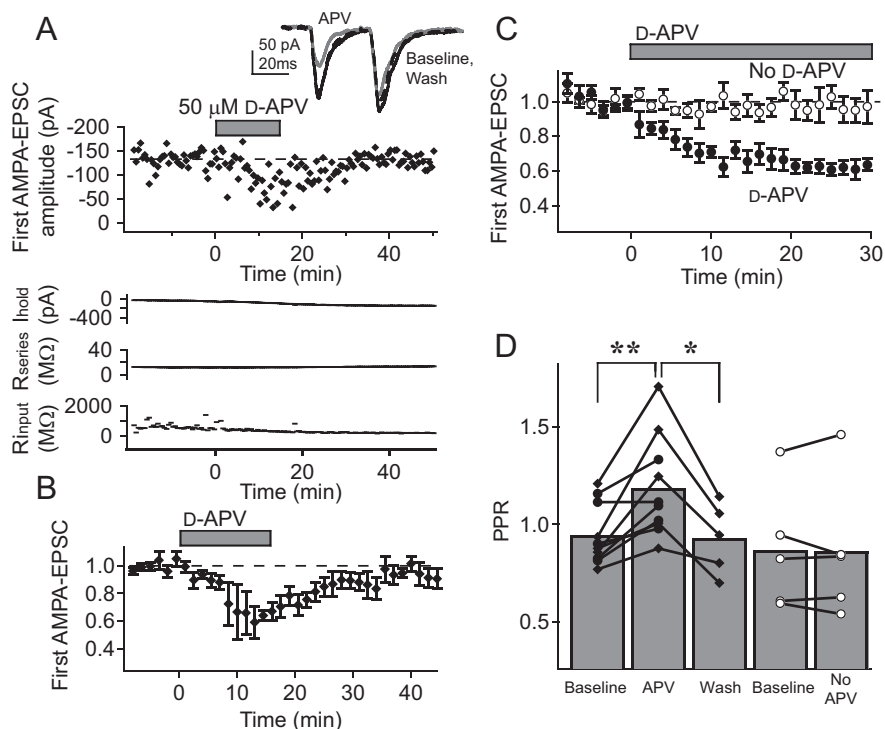 A
APV
50 pA
20ms
Baseline,
Wash
50 µM D-APV
First AMPA-EPSC
amplitude (pA)
-200
-150
-100
-50
0
0
20
40
Time (min)
Ihold
(pA)
0
-400
Rseries
(MΩ)
40
0
Rinput
(MΩ)
2000
0
0
20
40
Time (min)
B
D-APV
First AMPA-EPSC
1.0
0.8
0.6
0.4
0
10
20
30
40
Time (min)
C
D-APV
No D-APV
First AMPA-EPSC
1.0
0.8
0.6
0.4
D-APV
0
10
20
30
Time (min)
D
**
*
PPR
1.5
1.0
0.5
Baseline
APV
Wash
Baseline
No
APV